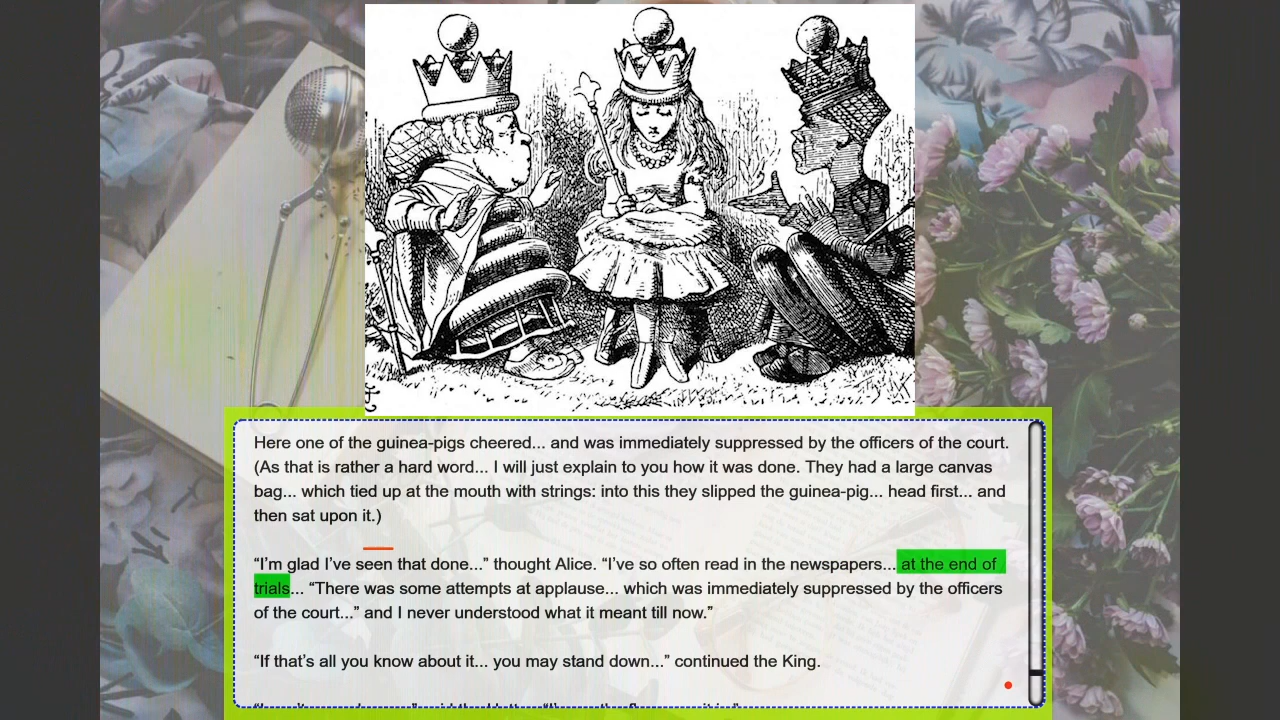 Here one of the guinea-pigs cheered... and was immediately suppressed by the officers of the court.
(As that is rather a hard word... I will just explain to you how it was done. They had a large canvas
bag... which tied up at the mouth with strings: into this they slipped the guinea-pig... head first... and
then sat upon it.)
“I’m glad I’ve seen that done...” thought Alice. “I’ve so often read in the newspapers... at the end of
trials... “There was some attempts at applause... which was immediately suppressed by the officers
of the court...” and I never understood what it meant till now.”
“If that’s all you know about it... you may stand down...” continued the King.